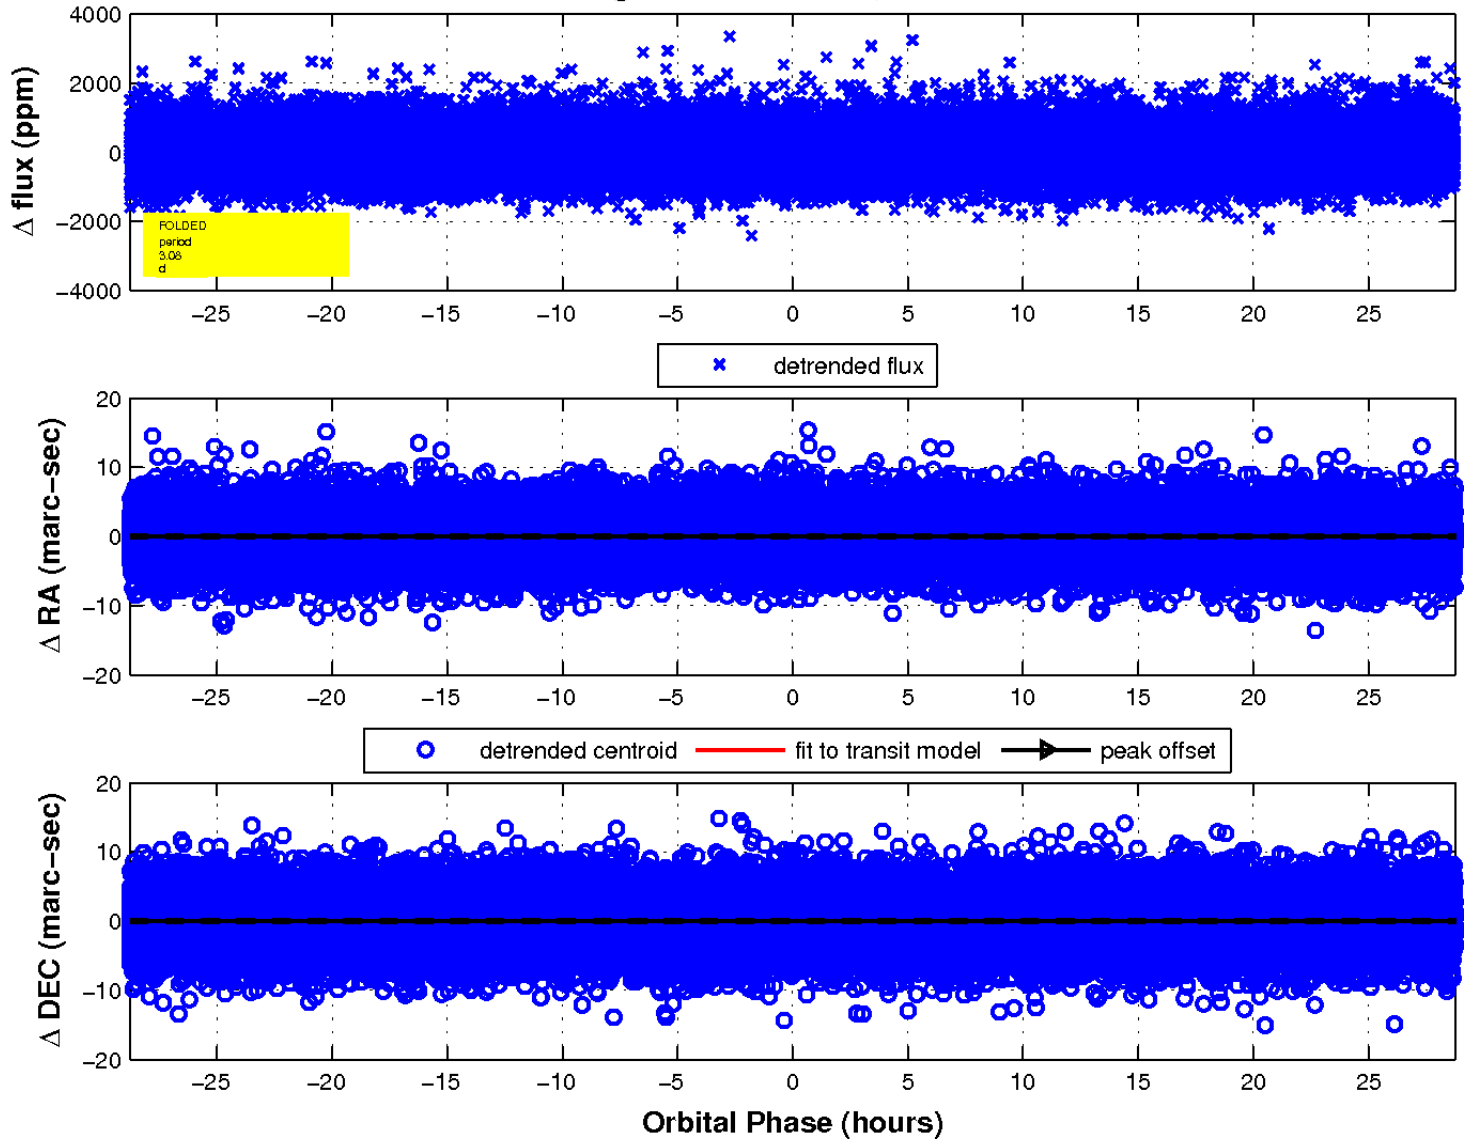 4000
2000
0
−2000
−4000
Δ flux (ppm)
FOLDED
period
3.08
d
−25 −20 −15 −10 −5 0 5 10 15 20 25
detrended flux
20
10
0
−10
−20
Δ RA (marc−sec)
−25 −20 −15 −10 −5 0 5 10 15 20 25
detrended centroid fit to transit model peak offset
20
10
0
−10
−20
Δ DEC (marc−sec)
−25 −20 −15 −10 −5 0 5 10 15 20 25
Orbital Phase (hours)